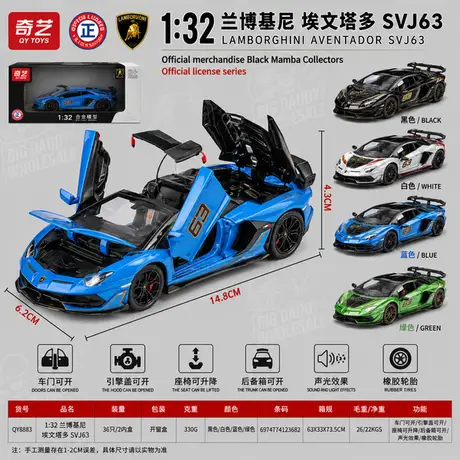 奇艺
QY TOYS
正
LAMBORGHINI
1:32 兰博基尼 埃文塔多 SVJ63
LAMBORGHINI AVENTADOR SVJ63
Official merchandise Black Mamba Collectors
Official license series
奇艺
1:32 合金模型
黑色/BLACK
白色/WHITE
蓝色/BLUE
绿色/GREEN
63
4.3CM
14.8CM
6.2CM
车门可开
DOORS CAN BE OPENED
引擎盖可开
THE HOOD CAN BE OPENED
座椅可升降
THE SEAT CAN BE LIFTED
后备箱可开
THE TRUNK CAN BE OPENED
声光效果
SOUND AND LIGHT EFFECTS
橡胶轮胎
RUBBER TIRES
货号 品名 包装数 包装 克重 颜色 条码 箱规 毛重/净重 功能
QY8883 1:32 兰博基尼 埃文塔多 SVJ63 36只/2内盒 开窗盒 330G 黑色/白色/蓝色/绿色 6974774123682 63X33X73.5CM 26/22KGS 车门可开/引擎盖可开/座椅可升降/后备箱可开/声光效果/橡胶轮胎
（注：手工测量存在1-2CM误差，具体尺寸请以实物为准